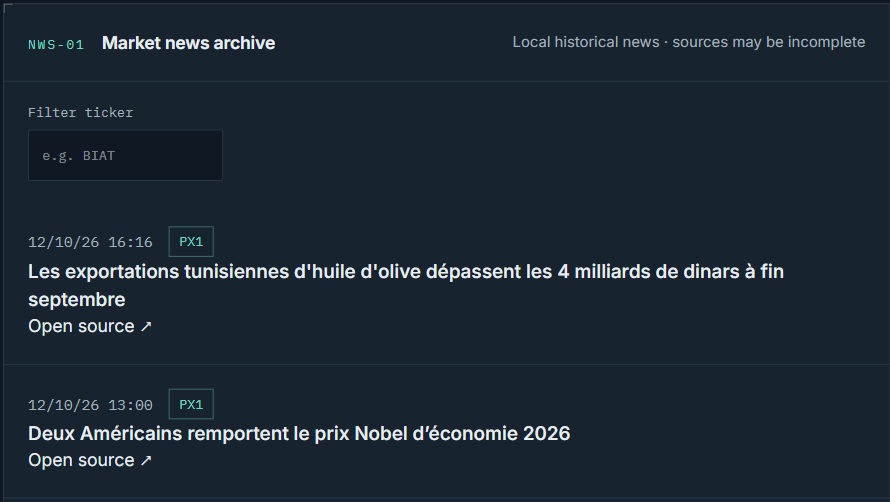 NWS-01 Market news archive Local historical news · sources may be incomplete
Filter ticker
e.g. BIAT
12/10/26 16:16 PX1
Les exportations tunisiennes d'huile d'olive dépassent les 4 milliards de dinars à fin
septembre
Open source ↗
12/10/26 13:00 PX1
Deux Américains remportent le prix Nobel d’économie 2026
Open source ↗